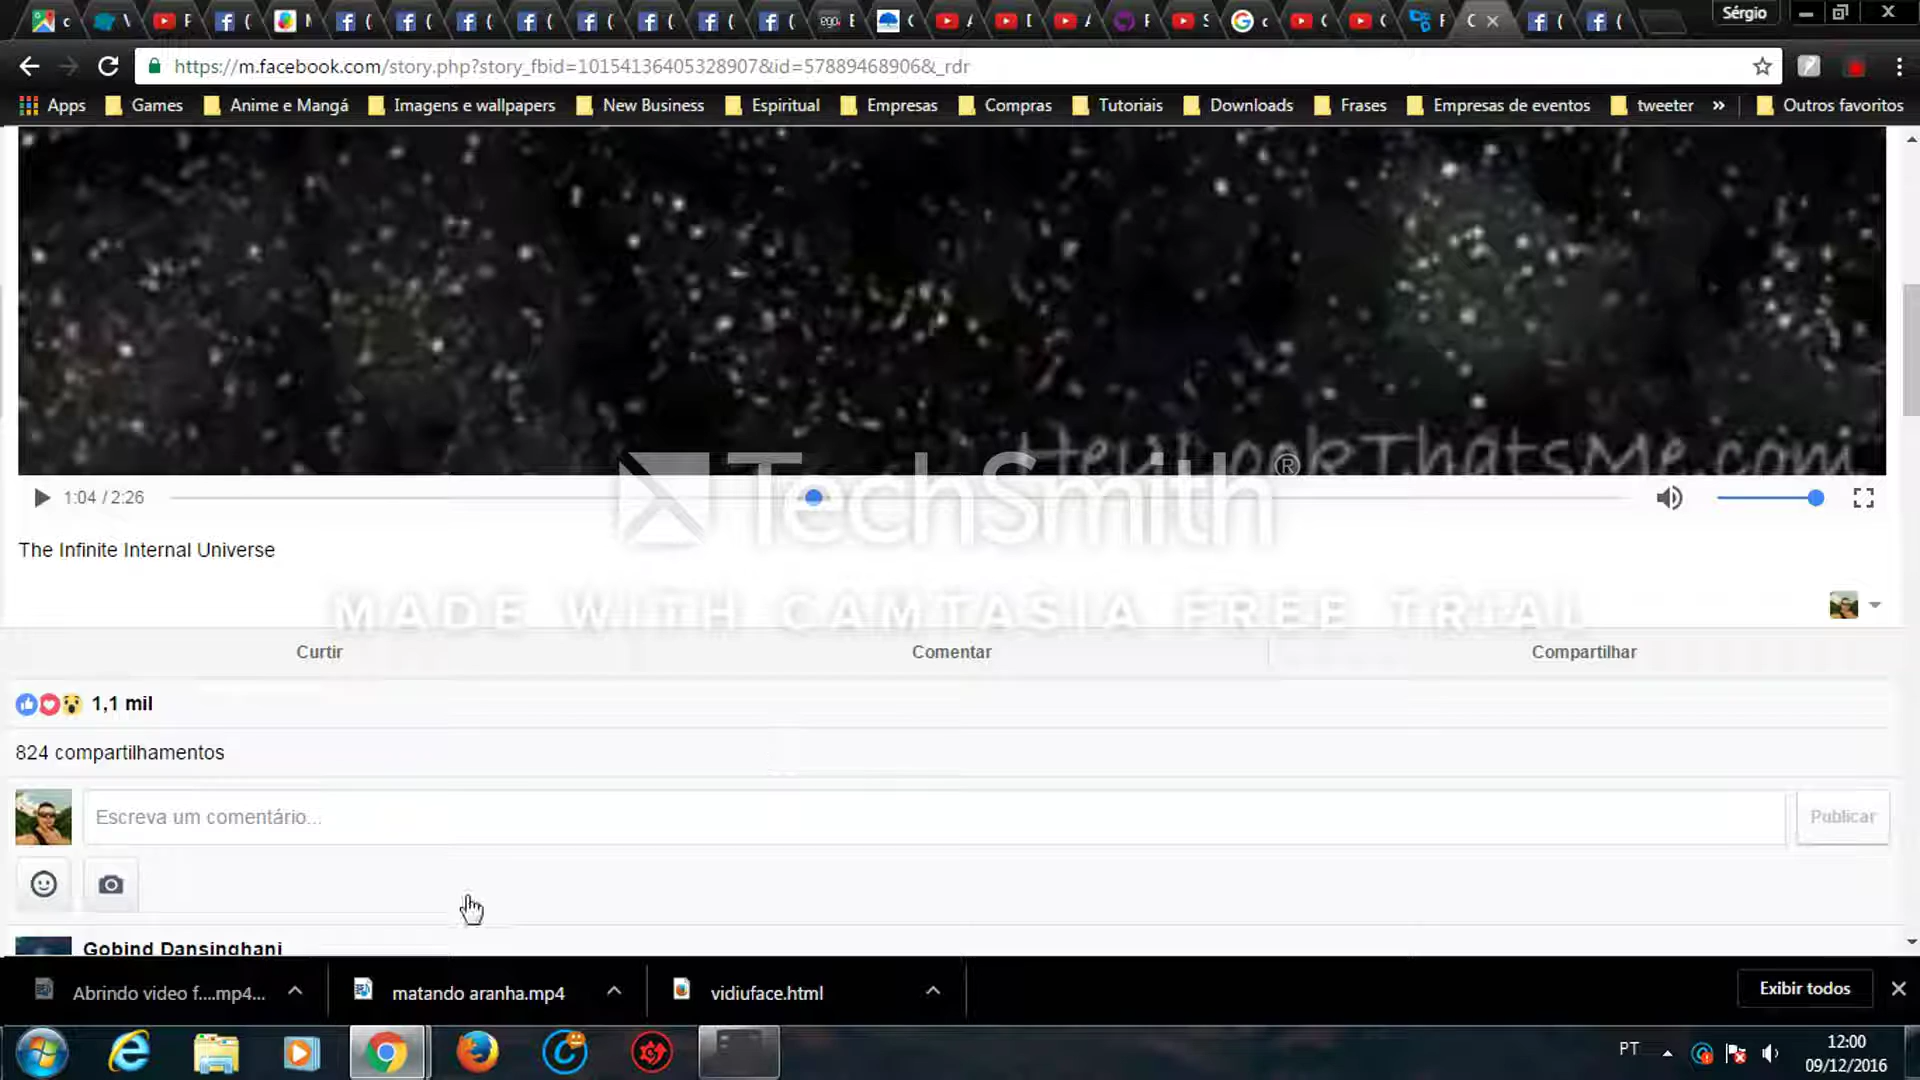 Sérgio
https://m.facebook.com/story.php?story_fbid=10154136405328907&id=57889468906&_rdr
Apps Games Anime e Mangá Imagens e wallpapers New Business Espiritual Empresas Compras Tutoriais Downloads Frases Empresas de eventos tweeter » Outros favoritos
HeyLookThatsMe.com
TechSmith®
1:04 / 2:26
The Infinite Internal Universe
MADE WITH CAMTASIA FREE TRIAL
Curtir Comentar Compartilhar
1,1 mil
824 compartilhamentos
Escreva um comentário... Publicar
Gobind Dansinghani
Abrindo video f....mp4... matando aranha.mp4 vidiuface.html Exibir todos
PT 12:00
09/12/2016